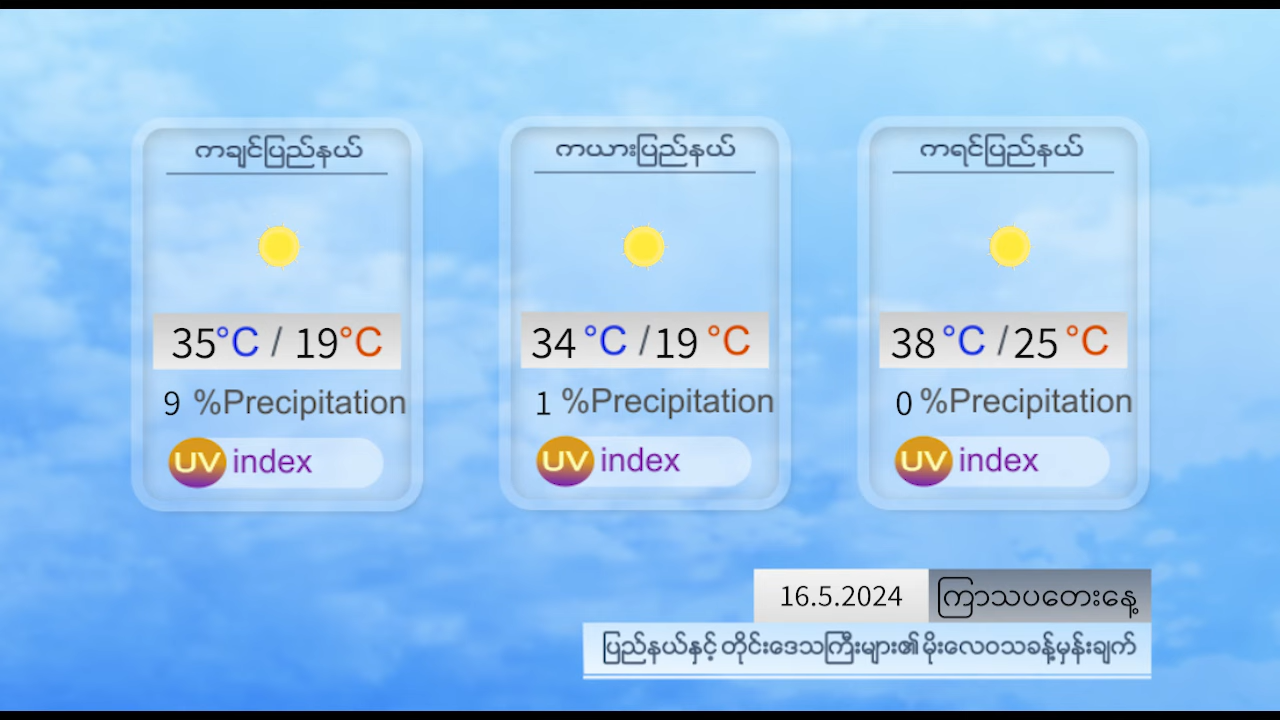 ကချင်ပြည်နယ်
35°C / 19°C
9 %Precipitation
UV index
ကယားပြည်နယ်
34 °C /19 °C
1 %Precipitation
UV index
ကရင်ပြည်နယ်
38 °C /25 °C
0 %Precipitation
UV index
16.5.2024 ကြာသပတေးနေ့
ပြည်နယ်နှင့် တိုင်းဒေသကြီးများ၏ မိုးလေဝသခန့်မှန်းချက်